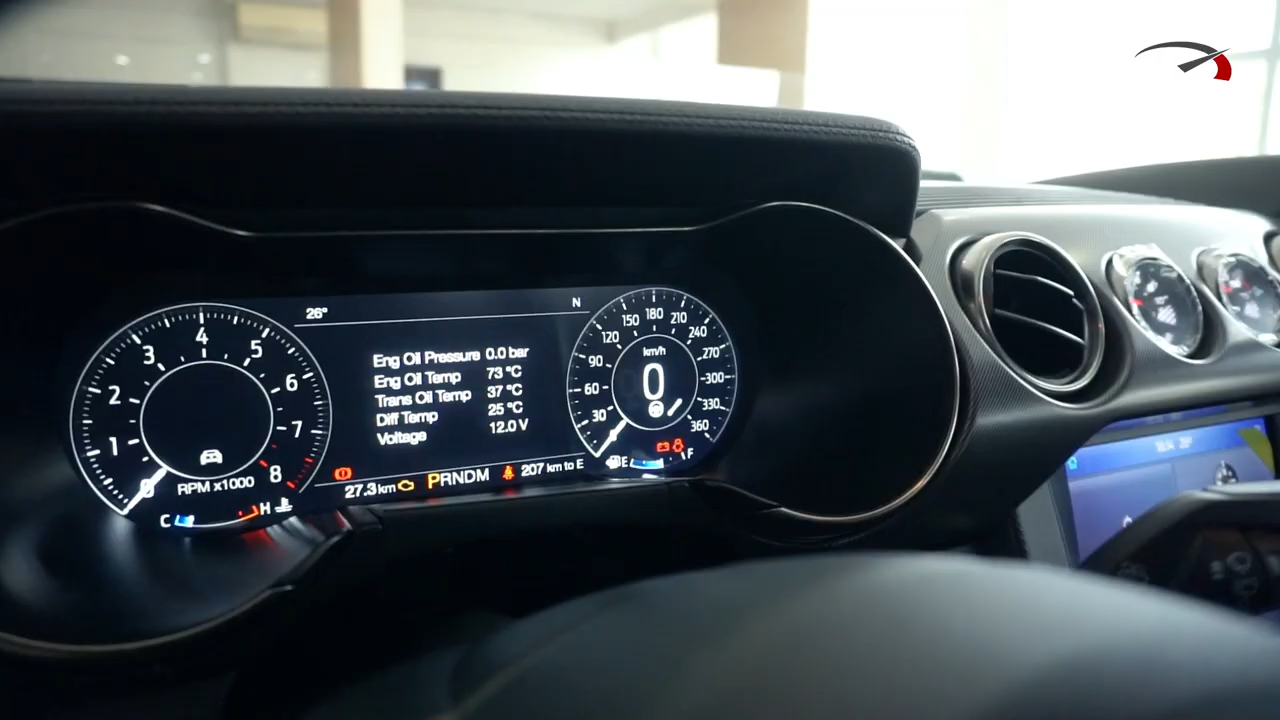 26°
N
0
1
2
3
4
5
6
7
8
RPM x1000
C
H
Eng Oil Pressure 0.0 bar
Eng Oil Temp 73 °C
Trans Oil Temp 37 °C
Diff Temp 25 °C
Voltage 12.0 V
27.3 km
PRNDM
207 km to E
30
60
90
120
150
180
210
240
270
300
330
360
km/h
0
E
F